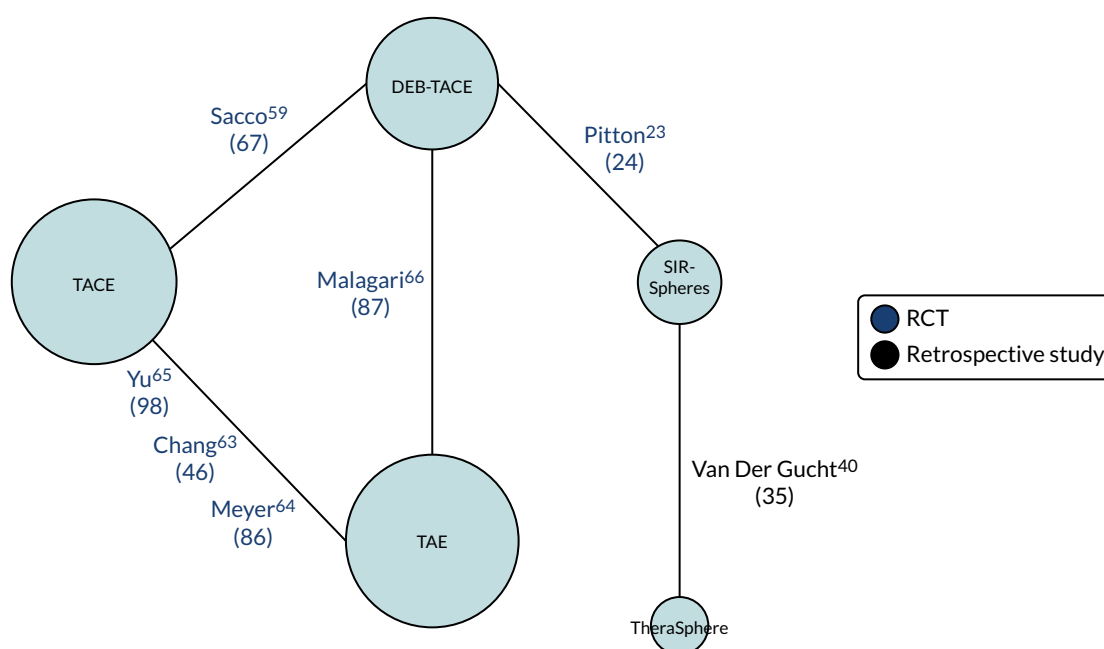 DEB-TACE
Sacco59
(67)
Pitton23
(24)
TACE
Malagari66
(87)
SIR-
Spheres
RCT
Retrospective study
Yu65
(98)
Chang63
(46)
Meyer64
(86)
TAE
Van Der Gucht40
(35)
TheraSphere